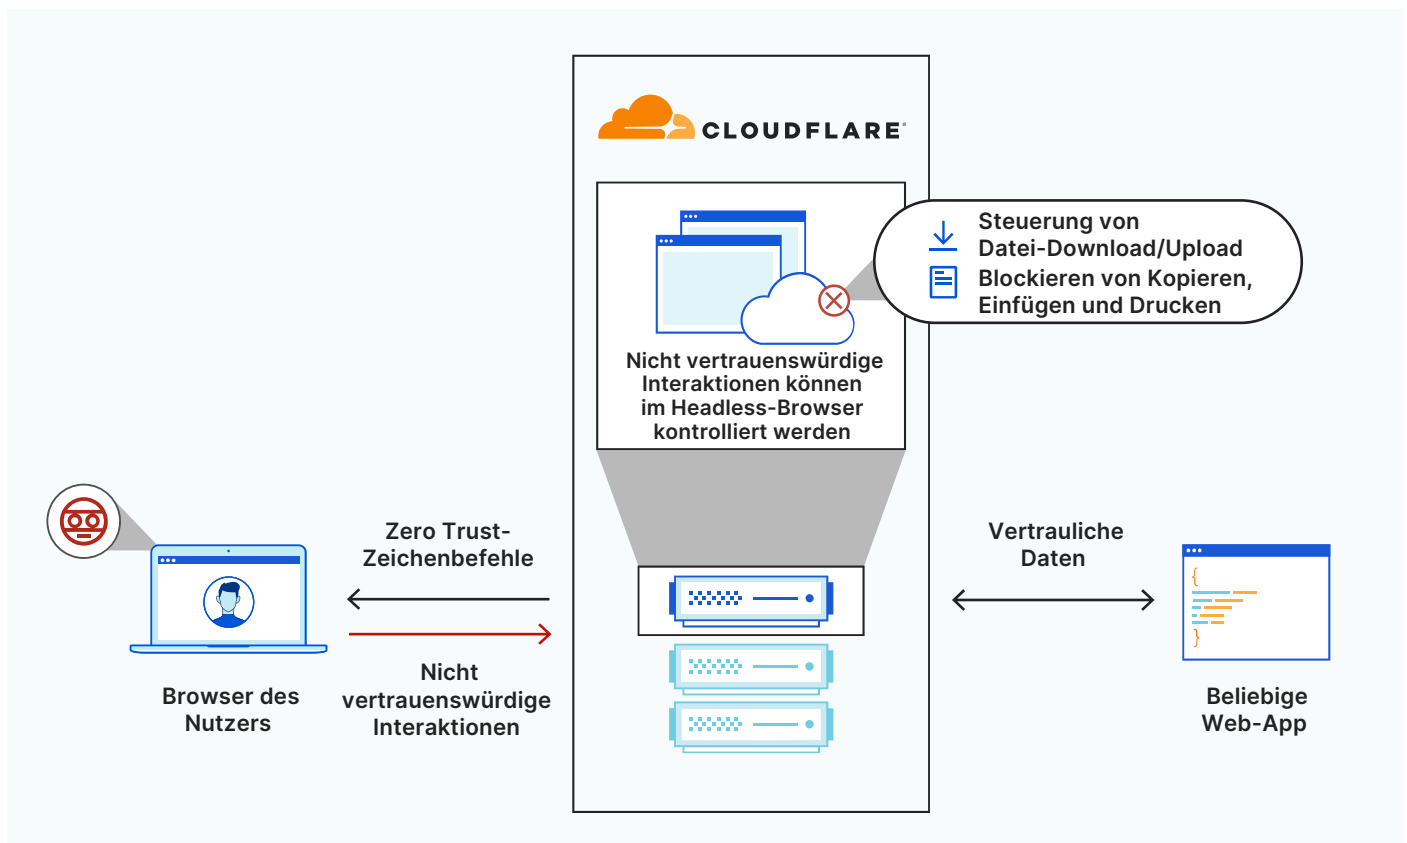 CLOUDFLARE
Steuerung von
Datei-Download/Upload
Blockieren von Kopieren,
Einfügen und Drucken
Nicht vertrauenswürdige
Interaktionen können
im Headless-Browser
kontrolliert werden
Zero Trust-
Zeichenbefehle
Nicht
vertrauenswürdige
Interaktionen
Browser des
Nutzers
Vertrauliche
Daten
{
}
Beliebige
Web-App